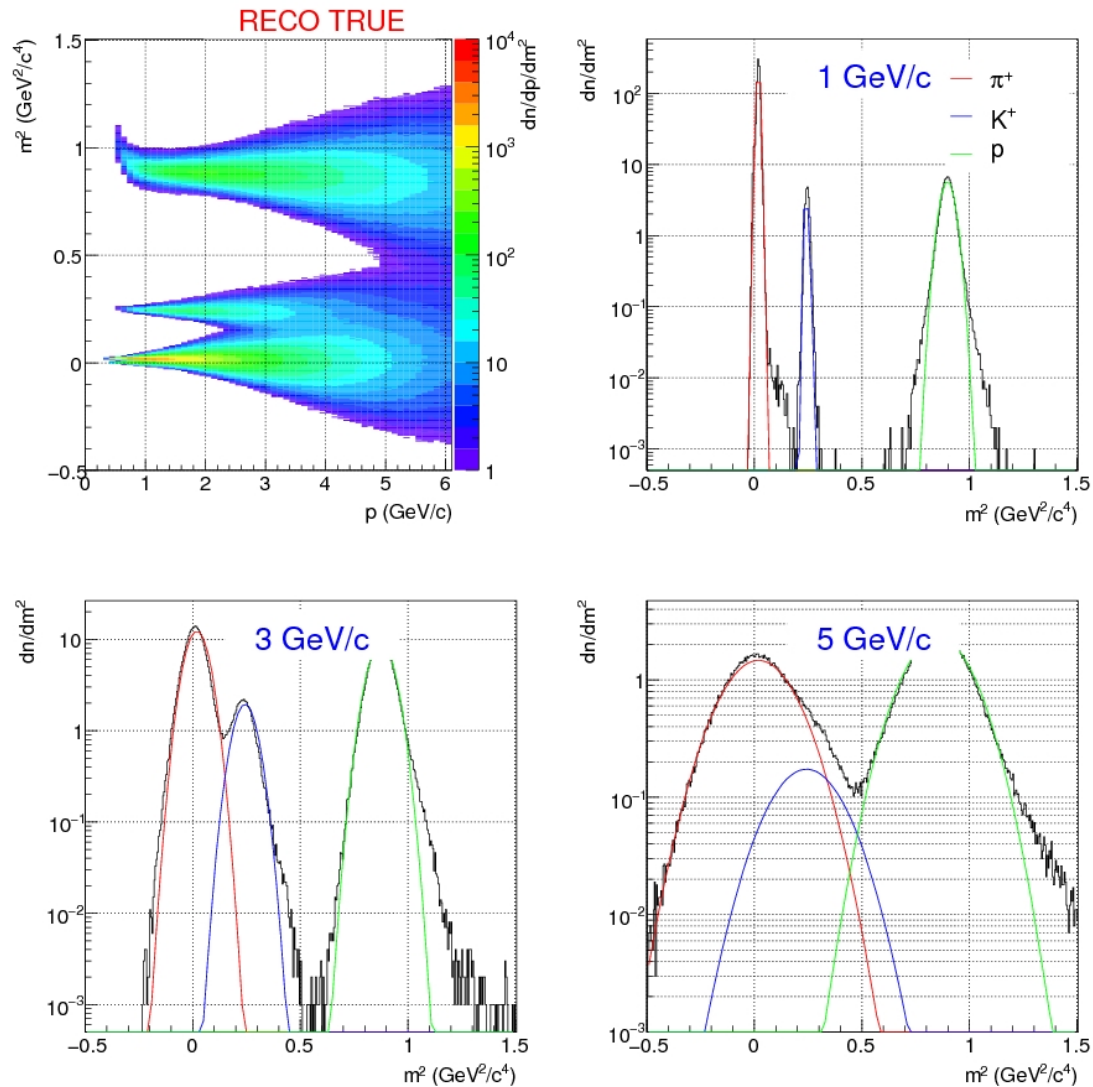 RECO TRUE
m² (GeV²/c⁴)
1.5
1
0.5
0
−0.5
0 1 2 3 4 5 6
p (GeV/c)
10⁴
10³
10²
10
1
dn/dp/dm²
dn/dm²
1 GeV/c
π⁺
K⁺
p
10²
10
1
10⁻¹
10⁻²
10⁻³
−0.5 0 0.5 1 1.5
m² (GeV²/c⁴)
dn/dm²
3 GeV/c
10
1
10⁻¹
10⁻²
10⁻³
−0.5 0 0.5 1 1.5
m² (GeV²/c⁴)
dn/dm²
5 GeV/c
1
10⁻¹
10⁻²
10⁻³
−0.5 0 0.5 1 1.5
m² (GeV²/c⁴)